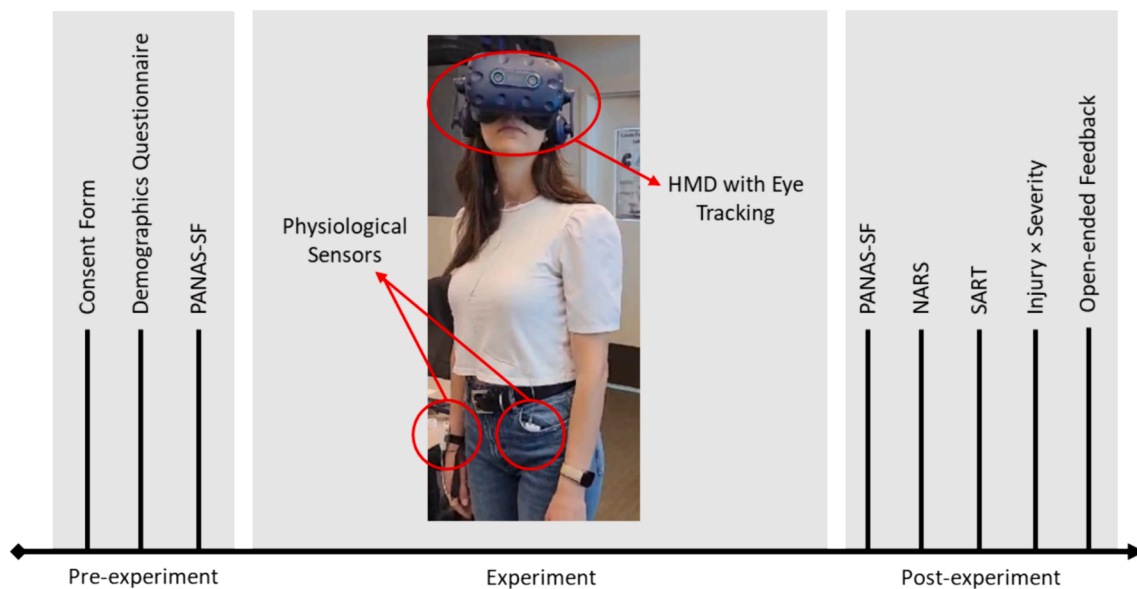 Consent Form
Demographics Questionnaire
PANAS-SF
Physiological
Sensors
HMD with Eye
Tracking
PANAS-SF
NARS
SART
Injury × Severity
Open-ended Feedback
Pre-experiment
Experiment
Post-experiment